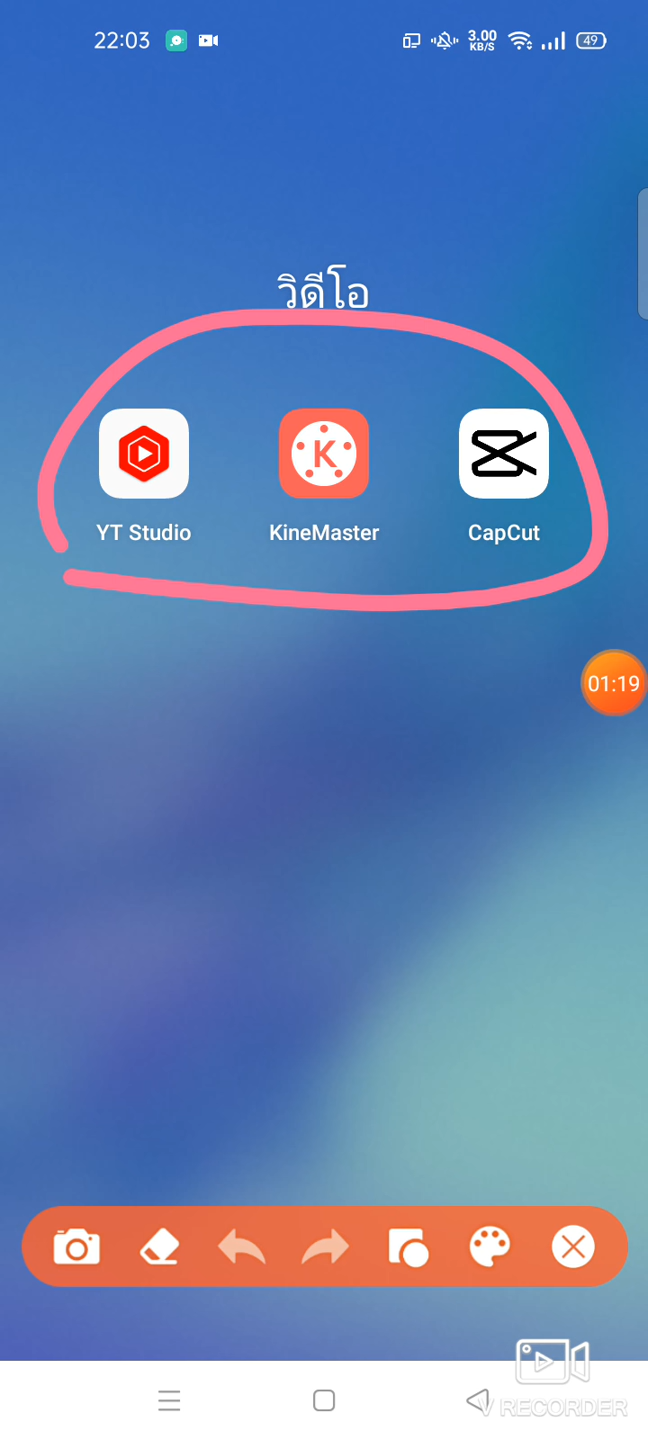 22:03 3.00 KB/S 49
วิดีโอ
K
YT Studio KineMaster CapCut
01:19
V RECORDER